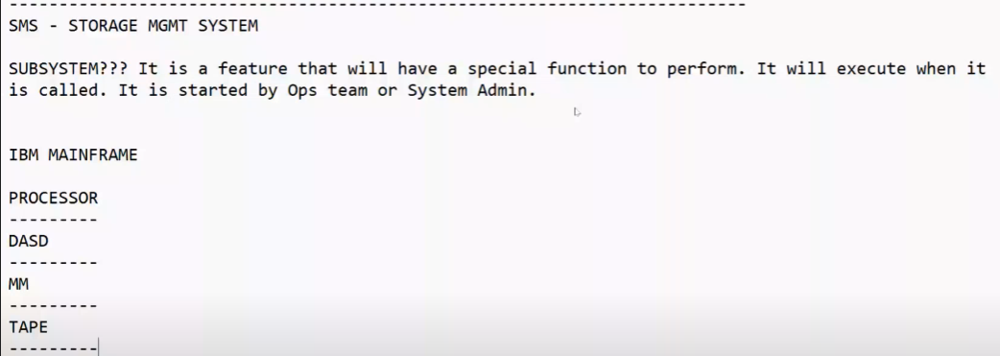 --------------------------------------------------------------------------
SMS - STORAGE MGMT SYSTEM
SUBSYSTEM??? It is a feature that will have a special function to perform. It will execute when it
is called. It is started by Ops team or System Admin.
IBM MAINFRAME
PROCESSOR
---------
DASD
---------
MM
---------
TAPE
---------